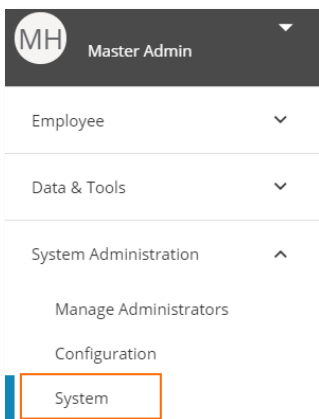 MH
Master Admin
Employee
Data & Tools
System Administration
Manage Administrators
Configuration
System